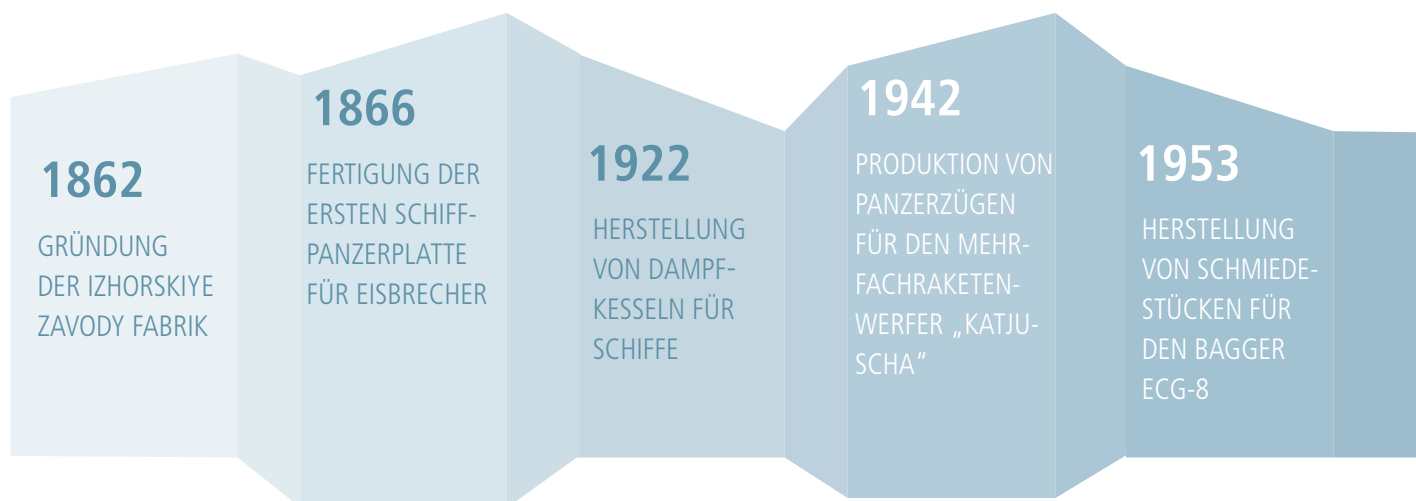 1862
GRÜNDUNG
DER IZHORSKIYE
ZAVODY FABRIK
1866
FERTIGUNG DER
ERSTEN SCHIFF-
PANZERPLATTE
FÜR EISBRECHER
1922
HERSTELLUNG
VON DAMPF-
KESSELN FÜR
SCHIFFE
1942
PRODUKTION VON
PANZERZÜGEN
FÜR DEN MEHR-
FACHRAKETEN-
WERFER „KATJU-
SCHA“
1953
HERSTELLUNG
VON SCHMIEDE-
STÜCKEN FÜR
DEN BAGGER
ECG-8